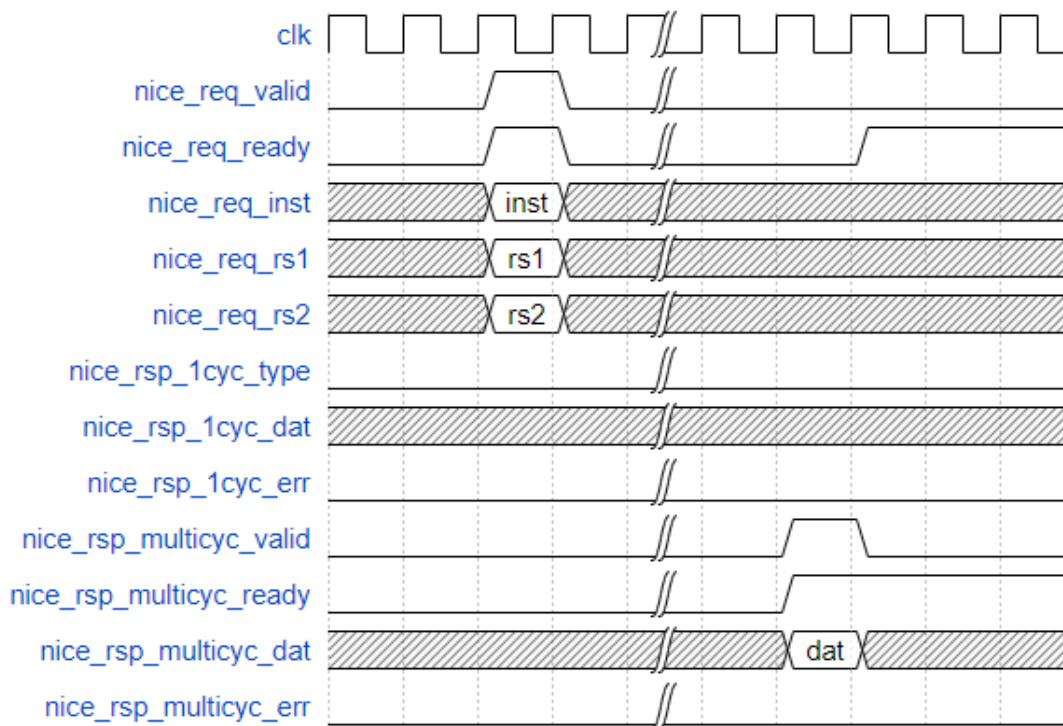 clk
nice_req_valid
nice_req_ready
nice_req_inst inst
nice_req_rs1 rs1
nice_req_rs2 rs2
nice_rsp_1cyc_type
nice_rsp_1cyc_dat
nice_rsp_1cyc_err
nice_rsp_multicyc_valid
nice_rsp_multicyc_ready
nice_rsp_multicyc_dat dat
nice_rsp_multicyc_err